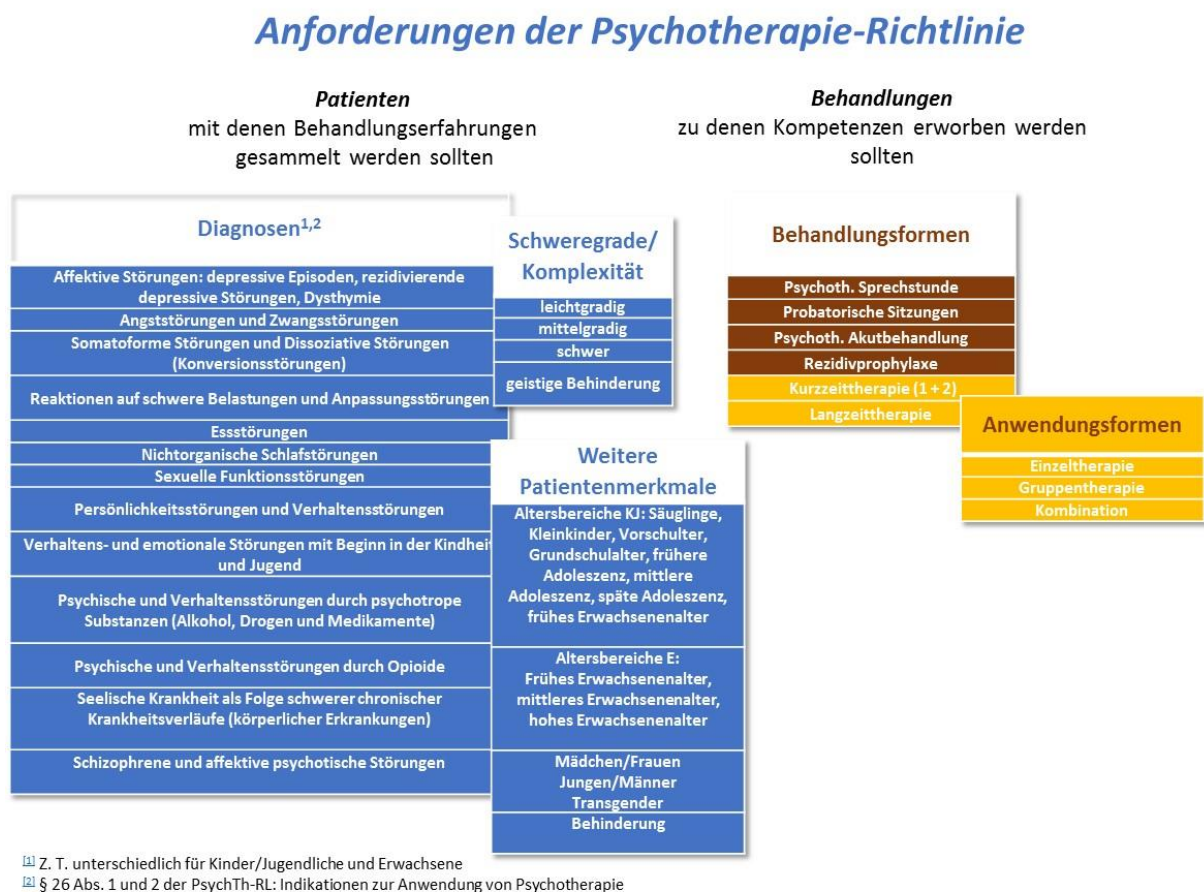 Anforderungen der Psychotherapie-Richtlinie
Patienten
mit denen Behandlungserfahrungen
gesammelt werden sollten
Behandlungen
zu denen Kompetenzen erworben werden
sollten
Diagnosen1,2
Affektive Störungen: depressive Episoden, rezidivierende
depressive Störungen, Dysthymie
Angststörungen und Zwangsstörungen
Somatoforme Störungen und Dissoziative Störungen
(Konversionsstörungen)
Reaktionen auf schwere Belastungen und Anpassungsstörungen
Essstörungen
Nichtorganische Schlafstörungen
Sexuelle Funktionsstörungen
Persönlichkeitsstörungen und Verhaltensstörungen
Verhaltens- und emotionale Störungen mit Beginn in der Kindheit
und Jugend
Psychische und Verhaltensstörungen durch psychotrope
Substanzen (Alkohol, Drogen und Medikamente)
Psychische und Verhaltensstörungen durch Opioide
Seelische Krankheit als Folge schwerer chronischer
Krankheitsverläufe (körperlicher Erkrankungen)
Schizophrene und affektive psychotische Störungen
Schweregrade/
Komplexität
leichtgradig
mittelgradig
schwer
geistige Behinderung
Weitere
Patientenmerkmale
Altersbereiche KJ: Säuglinge,
Kleinkinder, Vorschulter,
Grundschulalter, frühere
Adoleszenz, mittlere
Adoleszenz, späte Adoleszenz,
frühes Erwachsenenalter
Altersbereiche E:
Frühes Erwachsenenalter,
mittleres Erwachsenenalter,
hohes Erwachsenenalter
Mädchen/Frauen
Jungen/Männer
Transgender
Behinderung
Behandlungsformen
Psychoth. Sprechstunde
Probatorische Sitzungen
Psychoth. Akutbehandlung
Rezidivprophylaxe
Kurzzeittherapie (1 + 2)
Langzeittherapie
Anwendungsformen
Einzeltherapie
Gruppentherapie
Kombination
[1] Z. T. unterschiedlich für Kinder/Jugendliche und Erwachsene
[2] § 26 Abs. 1 und 2 der PsychTh-RL: Indikationen zur Anwendung von Psychotherapie